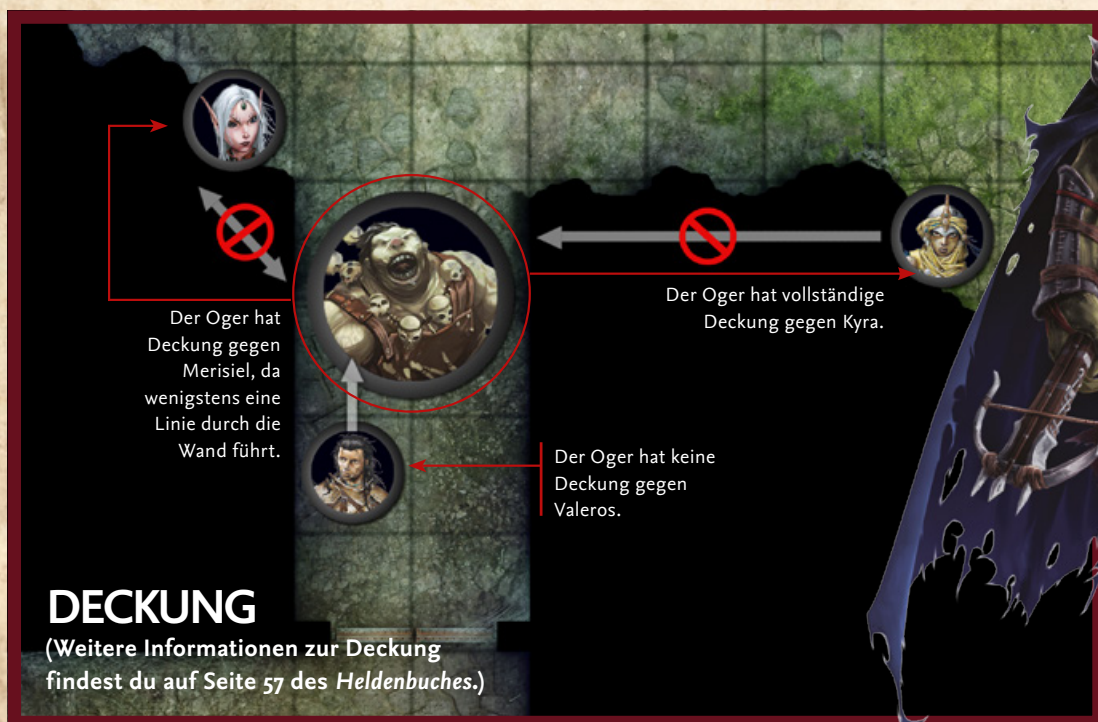 Der Oger hat
Deckung gegen
Merisiel, da
wenigstens eine
Linie durch die
Wand führt.
Der Oger hat vollständige
Deckung gegen Kyra.
Der Oger hat keine
Deckung gegen
Valeros.
DECKUNG
(Weitere Informationen zur Deckung
findest du auf Seite 57 des Heldenbuches.)